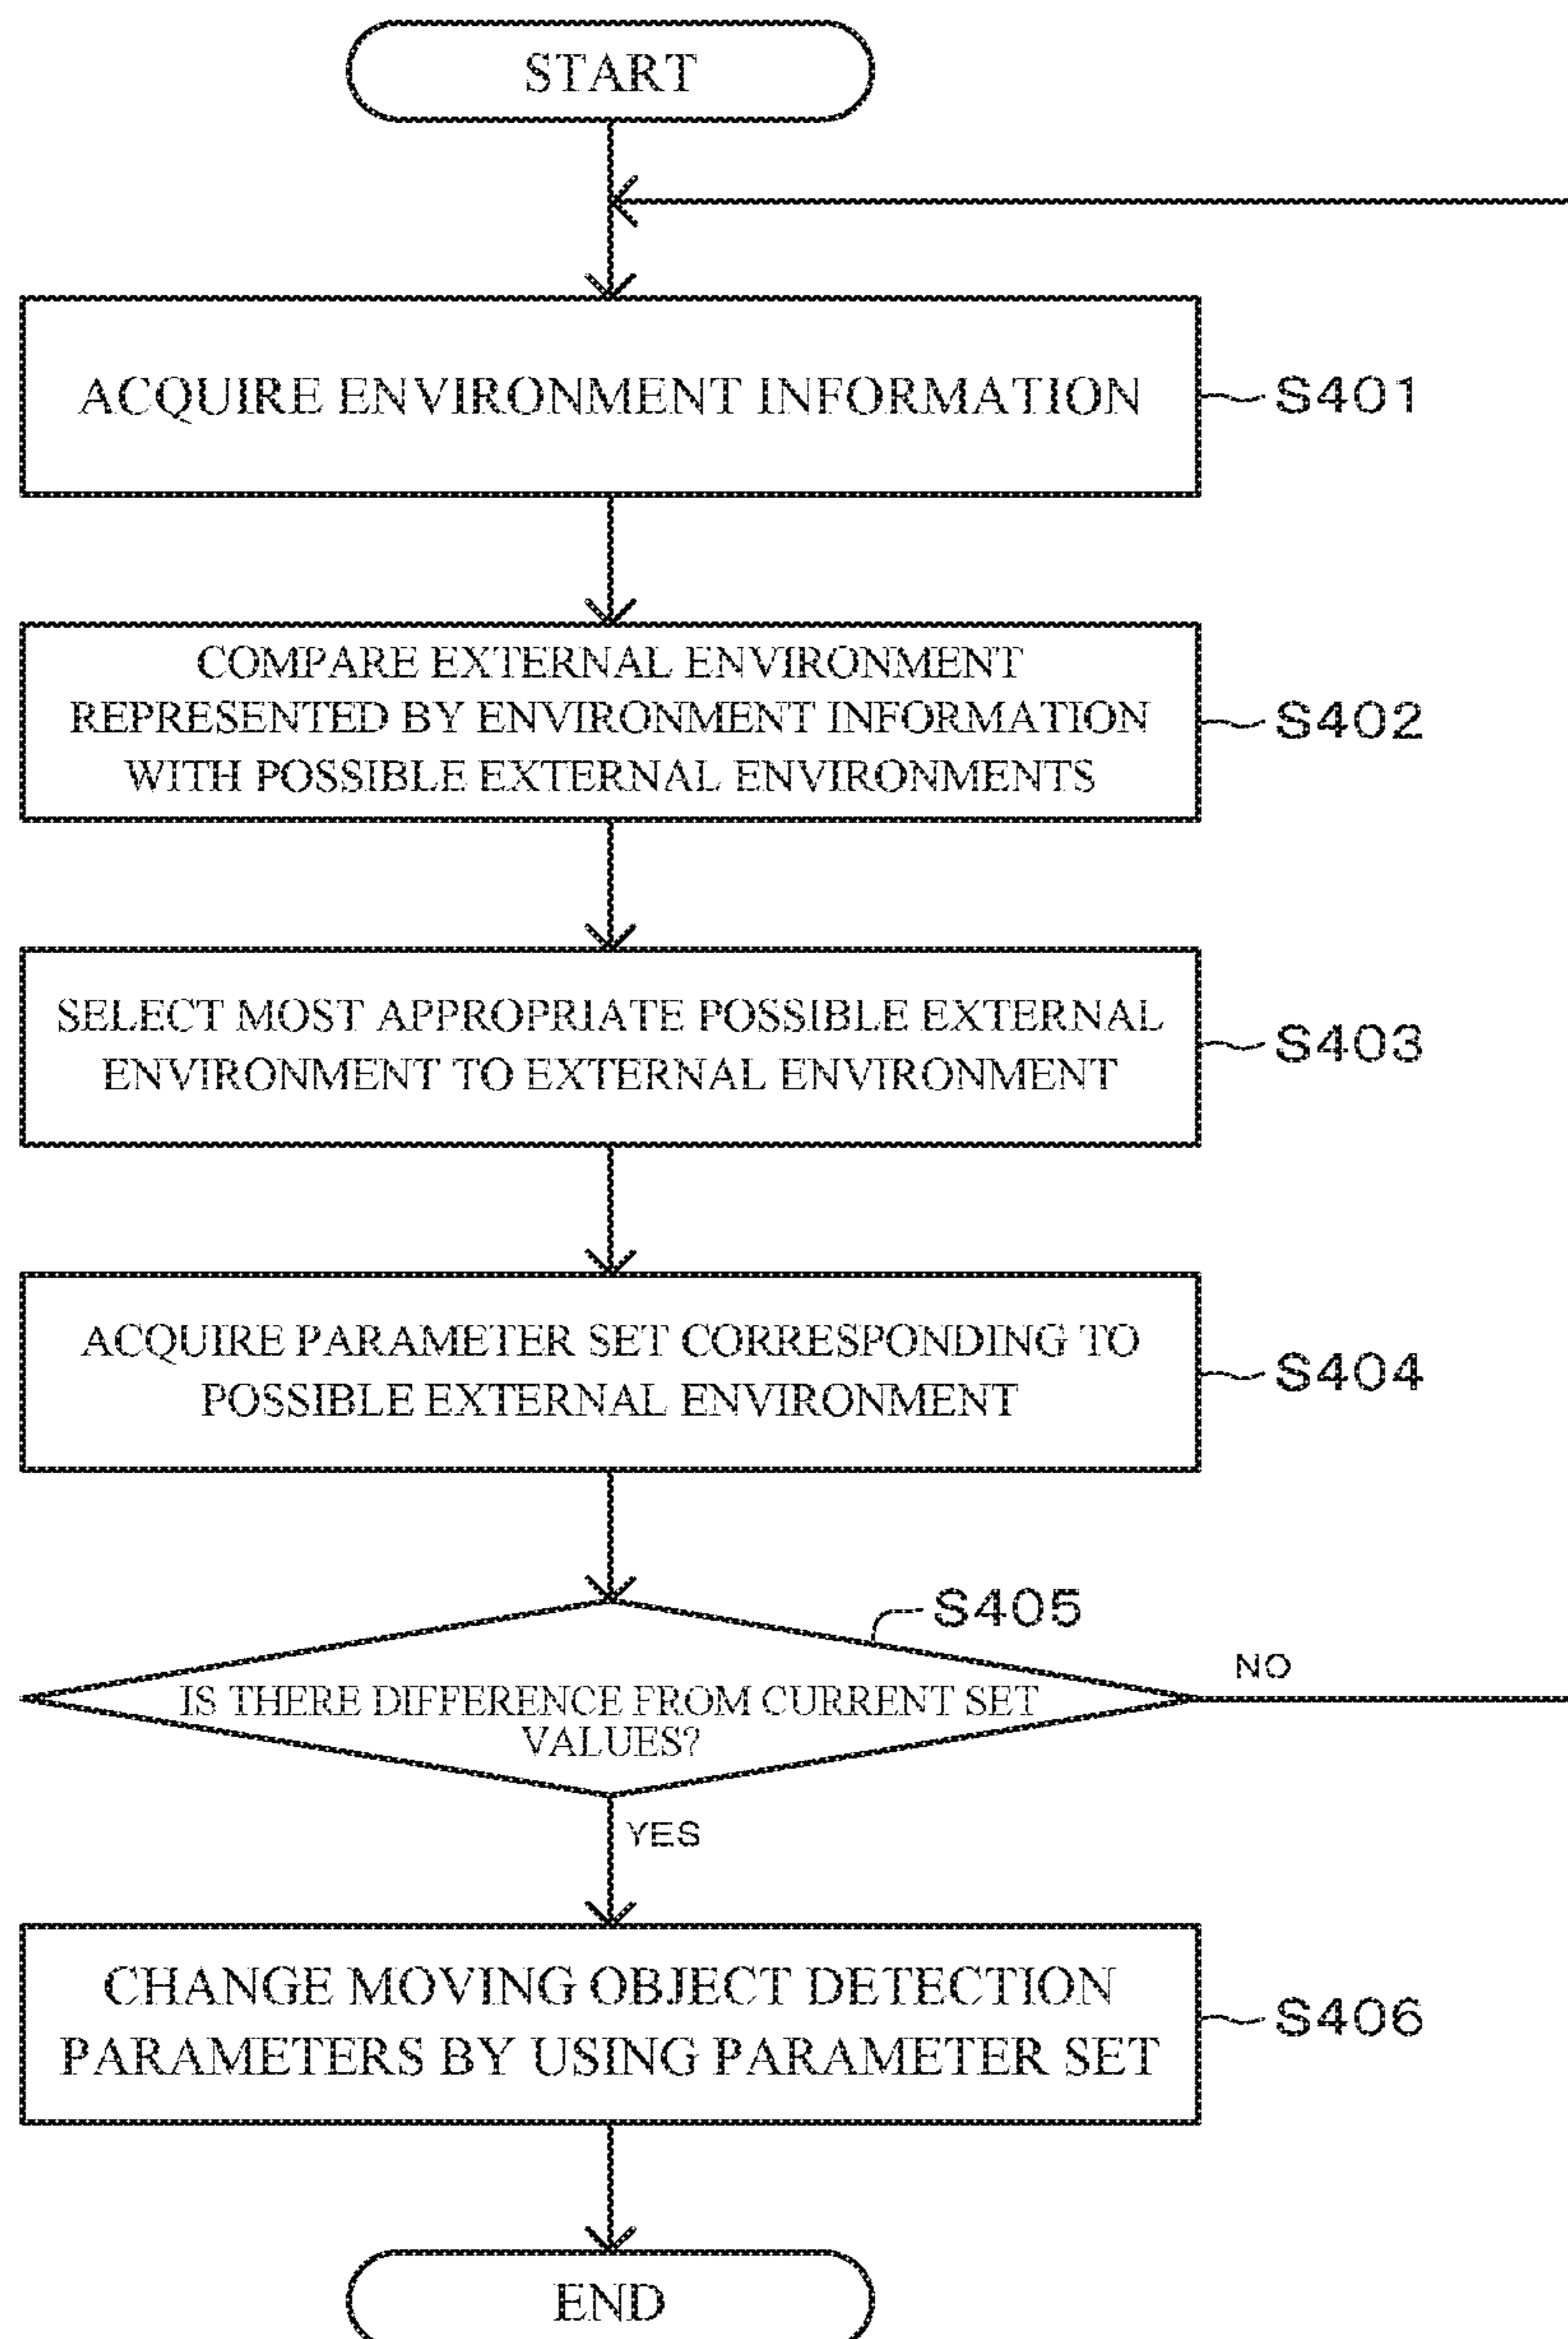 START
ACQUIRE ENVIRONMENT INFORMATION
S401
COMPARE EXTERNAL ENVIRONMENT
REPRESENTED BY ENVIRONMENT INFORMATION
WITH POSSIBLE EXTERNAL ENVIRONMENTS
S402
SELECT MOST APPROPRIATE POSSIBLE EXTERNAL
ENVIRONMENT TO EXTERNAL ENVIRONMENT
S403
ACQUIRE PARAMETER SET CORRESPONDING TO
POSSIBLE EXTERNAL ENVIRONMENT
S404
S405
IS THERE DIFFERENCE FROM CURRENT SET
VALUES?
NO
YES
CHANGE MOVING OBJECT DETECTION
PARAMETERS BY USING PARAMETER SET
S406
END